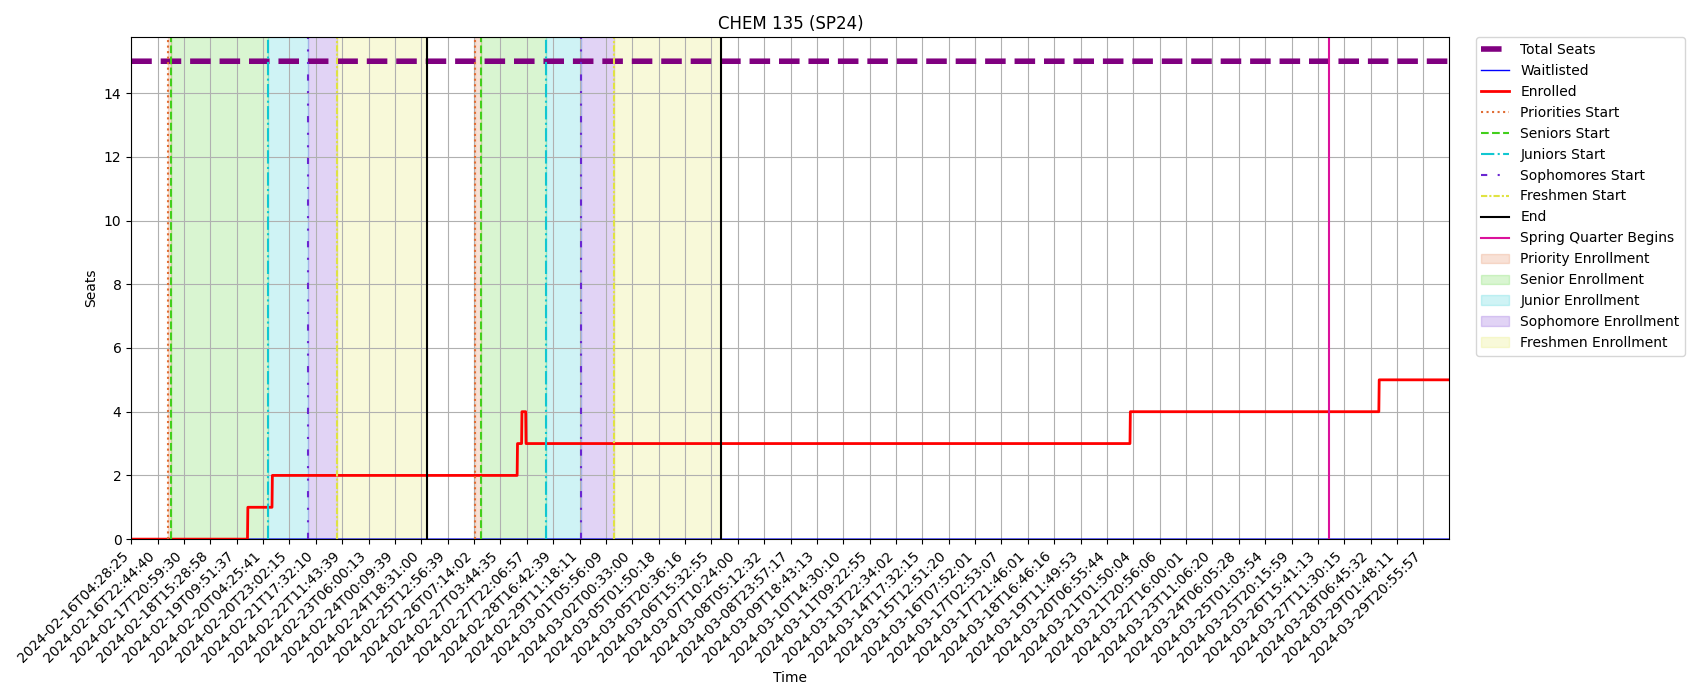 CHEM 135 (SP24)
Seats
14
12
10
8
6
4
2
0
2024-02-16T04:28:25
2024-02-16T22:44:40
2024-02-17T20:59:30
2024-02-18T15:28:58
2024-02-19T09:51:37
2024-02-20T04:25:41
2024-02-20T23:02:15
2024-02-21T17:32:10
2024-02-22T11:43:39
2024-02-23T06:00:13
2024-02-24T00:09:39
2024-02-24T18:31:00
2024-02-25T12:56:39
2024-02-26T07:14:02
2024-02-27T03:44:35
2024-02-27T22:06:57
2024-02-28T16:42:39
2024-02-29T11:18:11
2024-03-01T05:56:09
2024-03-02T00:33:00
2024-03-05T01:50:18
2024-03-05T20:36:16
2024-03-06T15:32:55
2024-03-07T10:24:00
2024-03-08T05:12:32
2024-03-08T23:57:17
2024-03-09T18:43:13
2024-03-10T14:30:10
2024-03-11T09:22:55
2024-03-13T22:34:02
2024-03-14T17:32:15
2024-03-15T12:51:20
2024-03-16T07:52:01
2024-03-17T02:53:07
2024-03-17T21:46:01
2024-03-18T16:46:16
2024-03-19T11:49:53
2024-03-20T06:55:44
2024-03-21T01:50:04
2024-03-21T20:56:06
2024-03-22T16:00:01
2024-03-23T11:06:20
2024-03-24T06:05:28
2024-03-25T01:03:54
2024-03-25T20:15:59
2024-03-26T15:41:13
2024-03-27T11:30:15
2024-03-28T06:45:32
2024-03-29T01:48:11
2024-03-29T20:55:57
Time
Total Seats
Waitlisted
Enrolled
Priorities Start
Seniors Start
Juniors Start
Sophomores Start
Freshmen Start
End
Spring Quarter Begins
Priority Enrollment
Senior Enrollment
Junior Enrollment
Sophomore Enrollment
Freshmen Enrollment